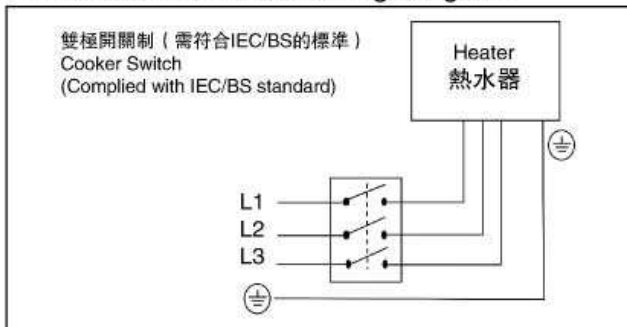 雙極開關制（需符合IEC/BS的標準）
Cooker Switch
(Complied with IEC/BS standard)
Heater
熱水器
L1
L2
L3